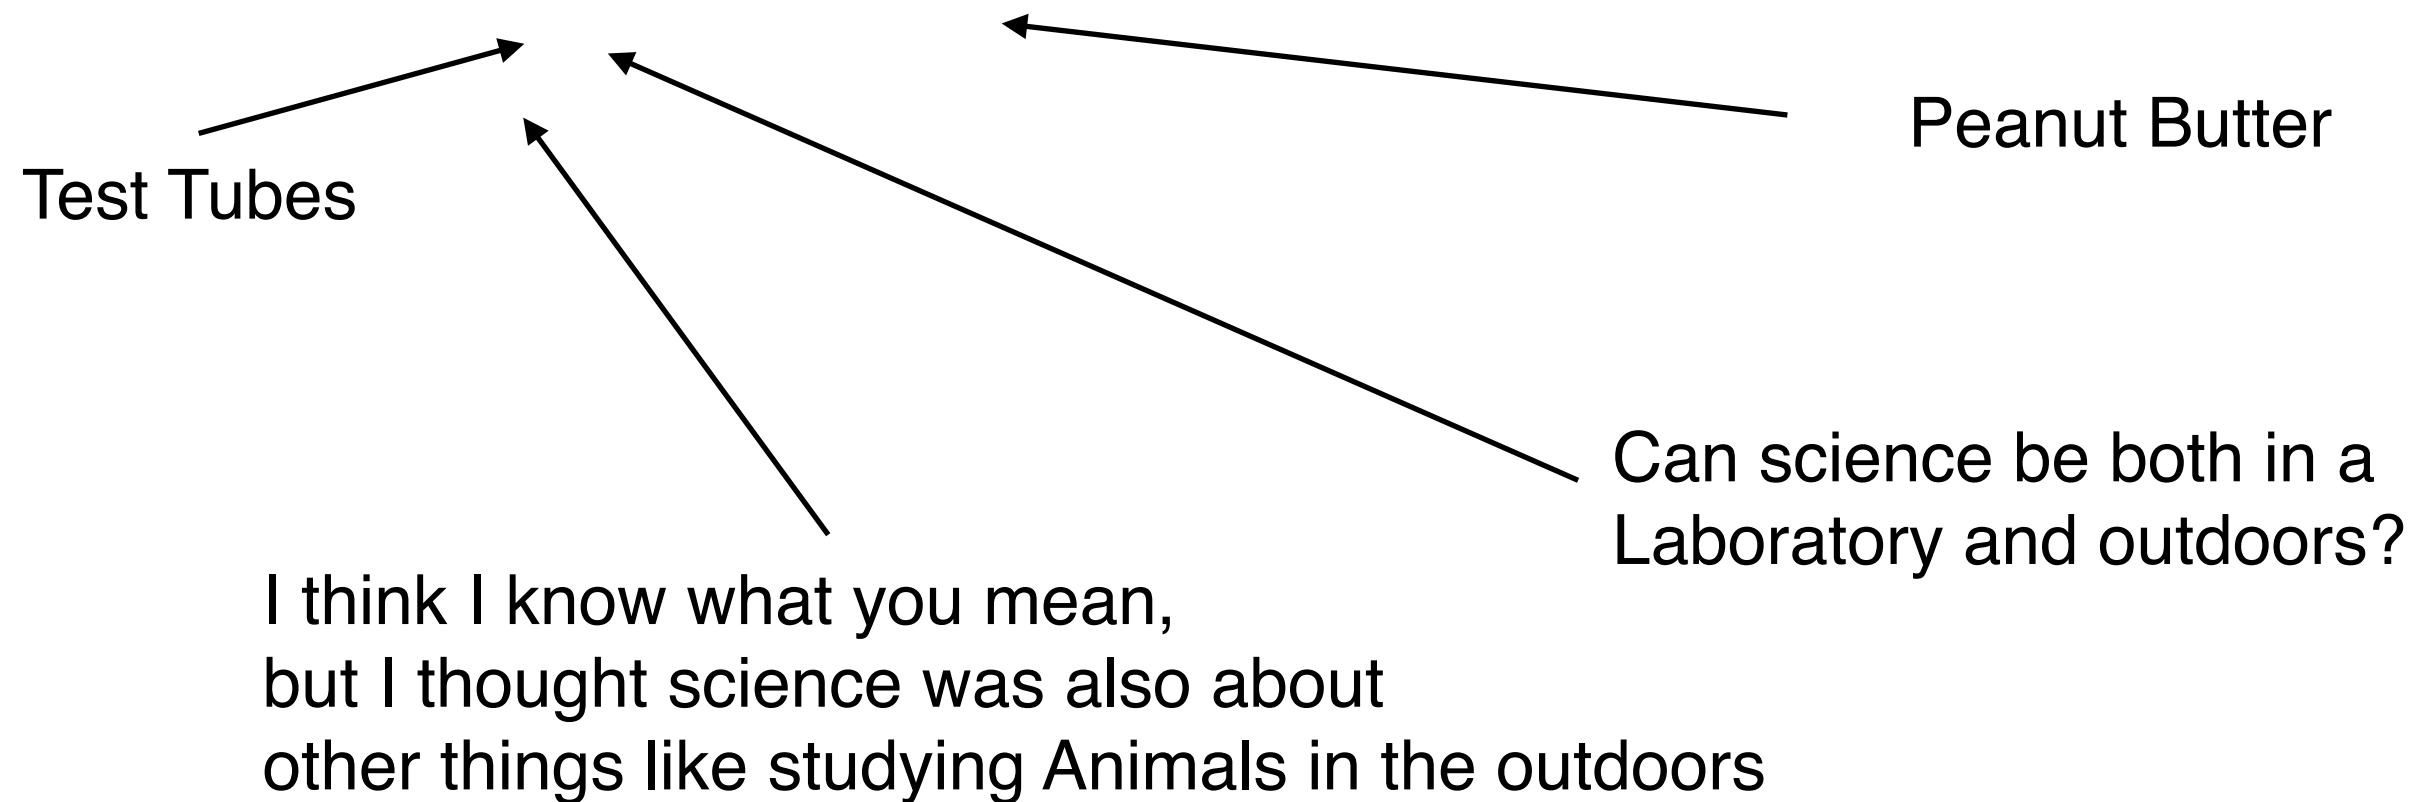 Peanut Butter
Test Tubes
Can science be both in a
Laboratory and outdoors?
I think I know what you mean,
but I thought science was also about
other things like studying Animals in the outdoors